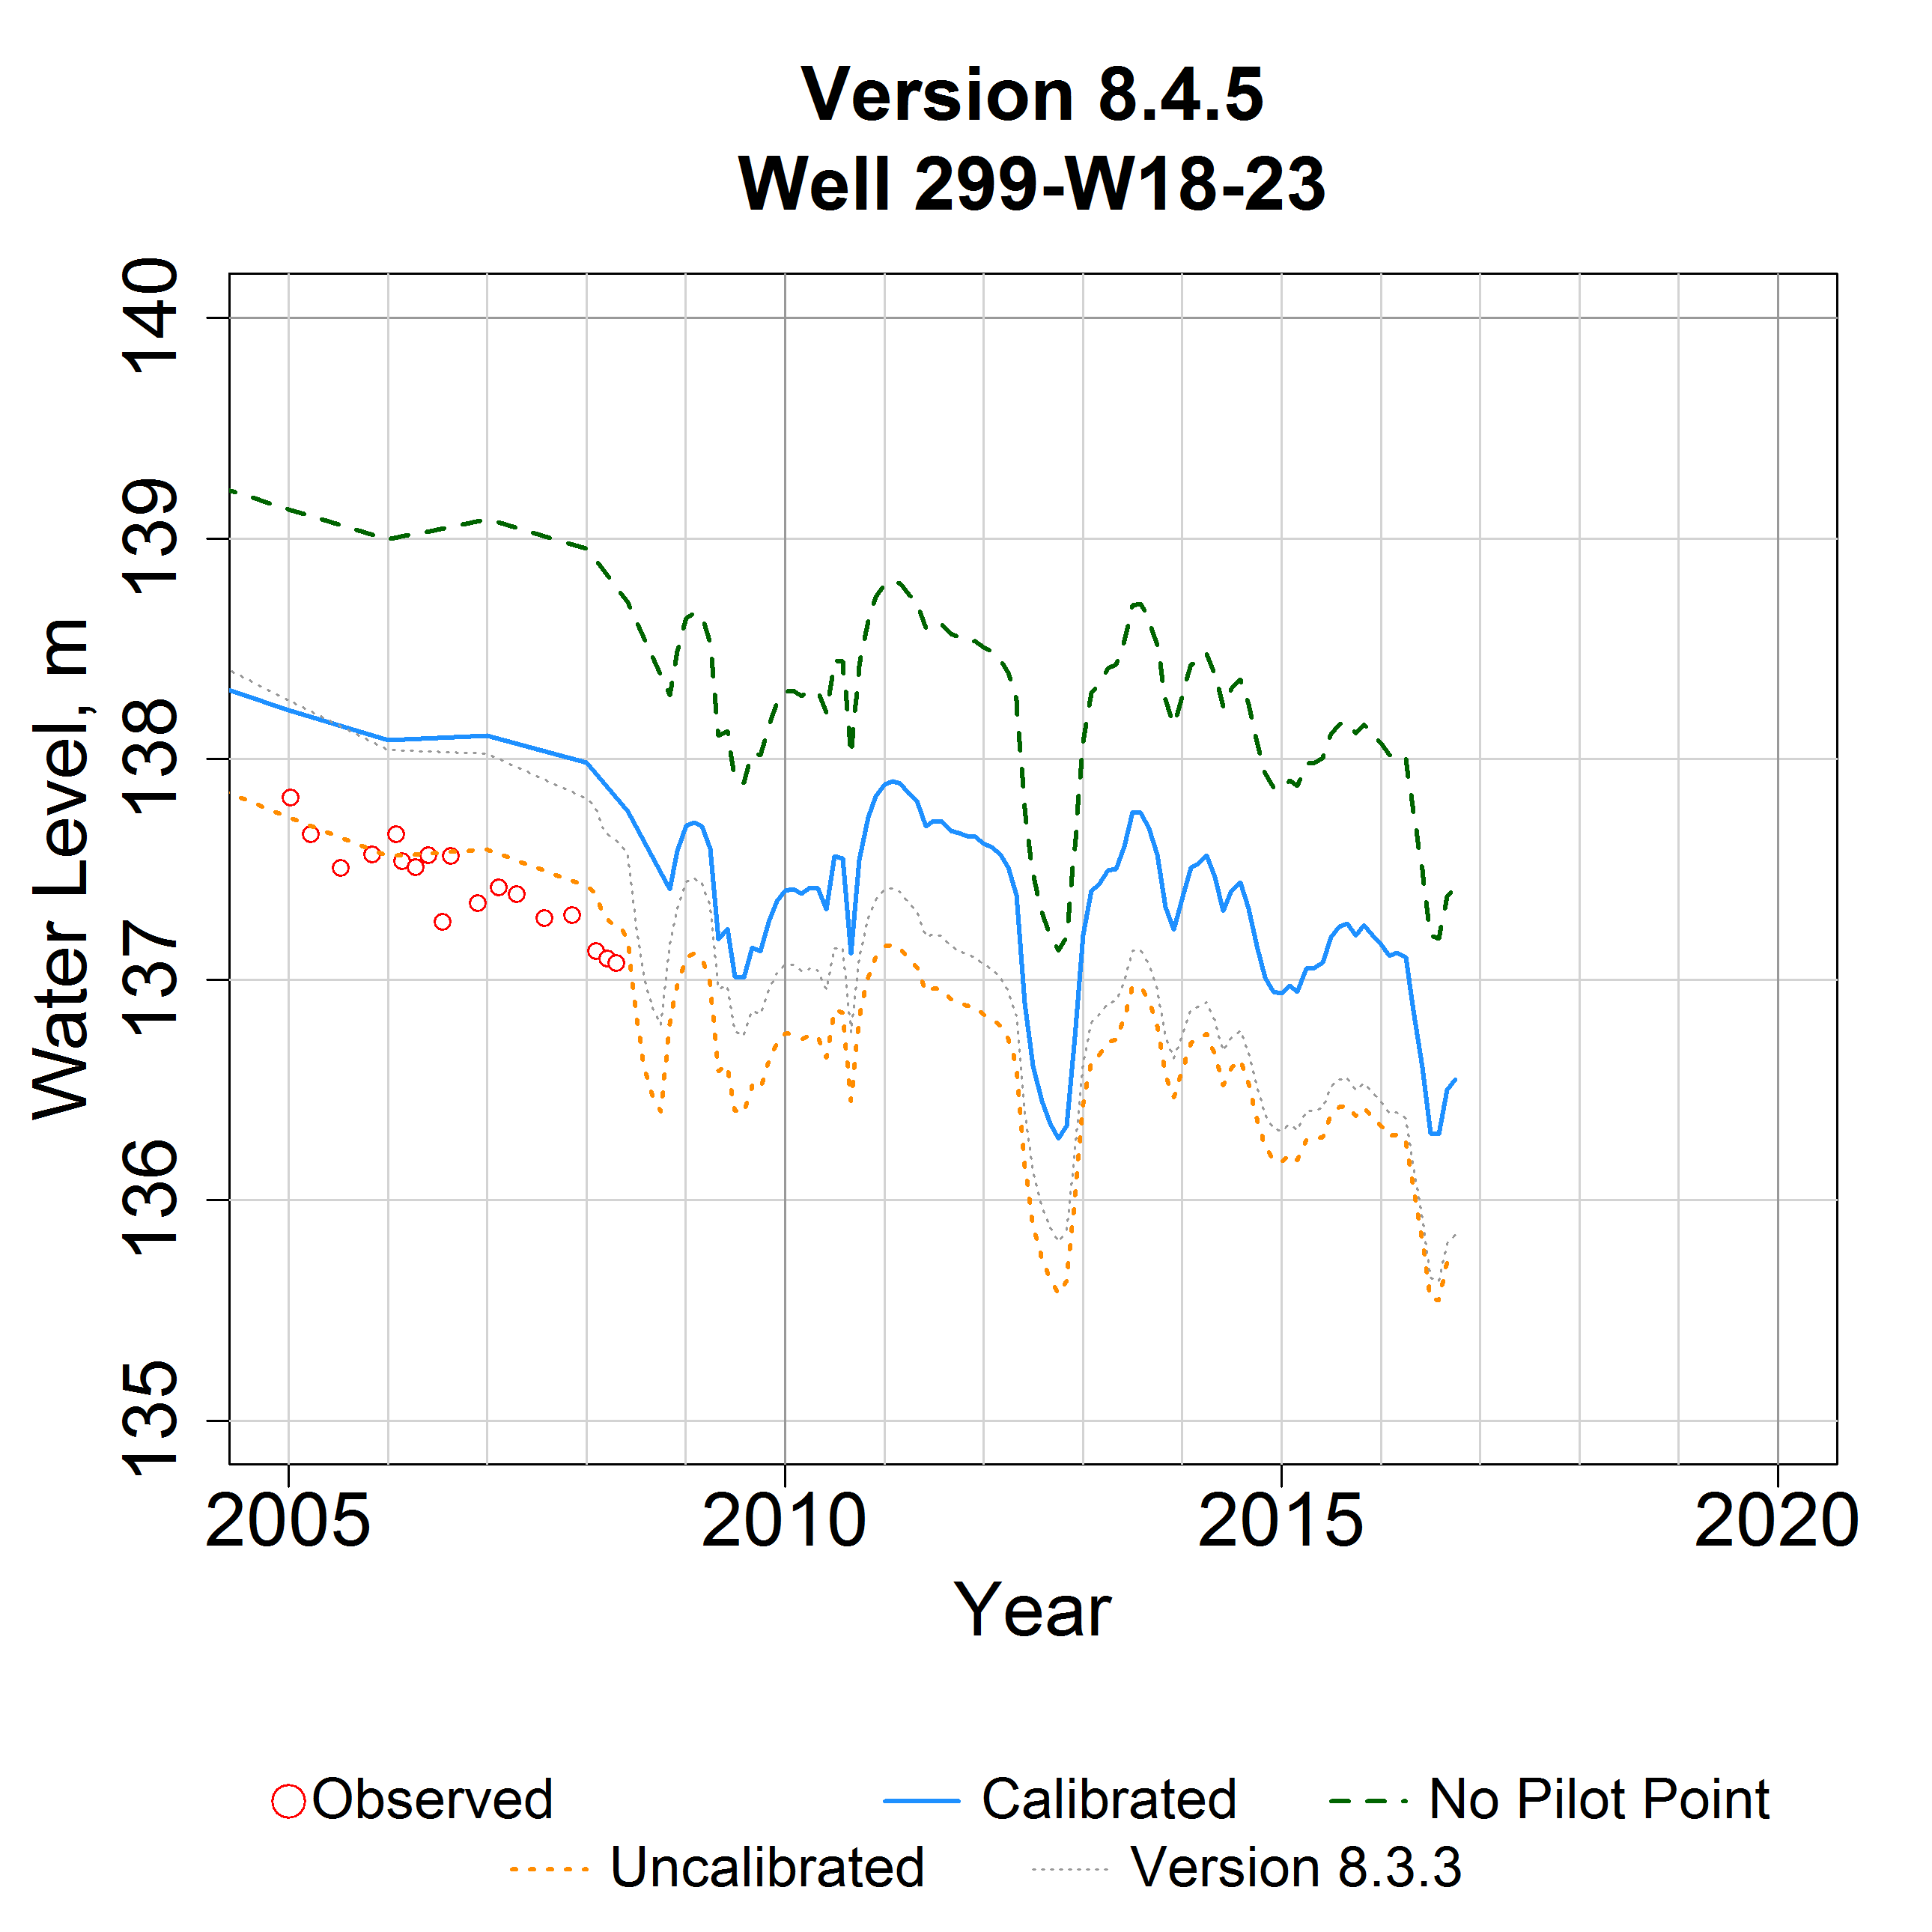 Version 8.4.5
Well 299-W18-23
Water Level, m
140
139
138
137
136
135
2005 2010 2015 2020
Year
Observed Calibrated No Pilot Point
Uncalibrated Version 8.3.3